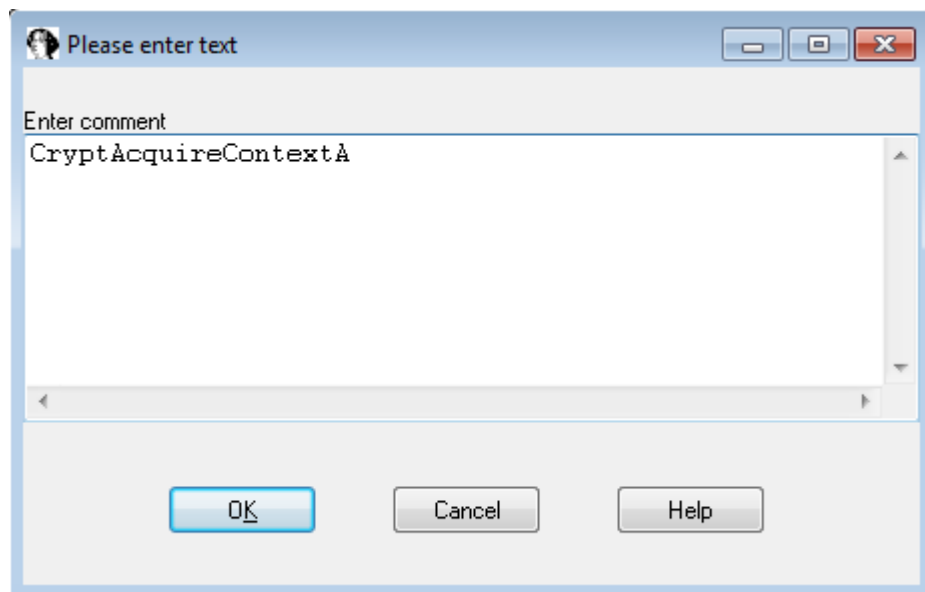 Please enter text
Enter comment
CryptAcquireContextA
OK
Cancel
Help